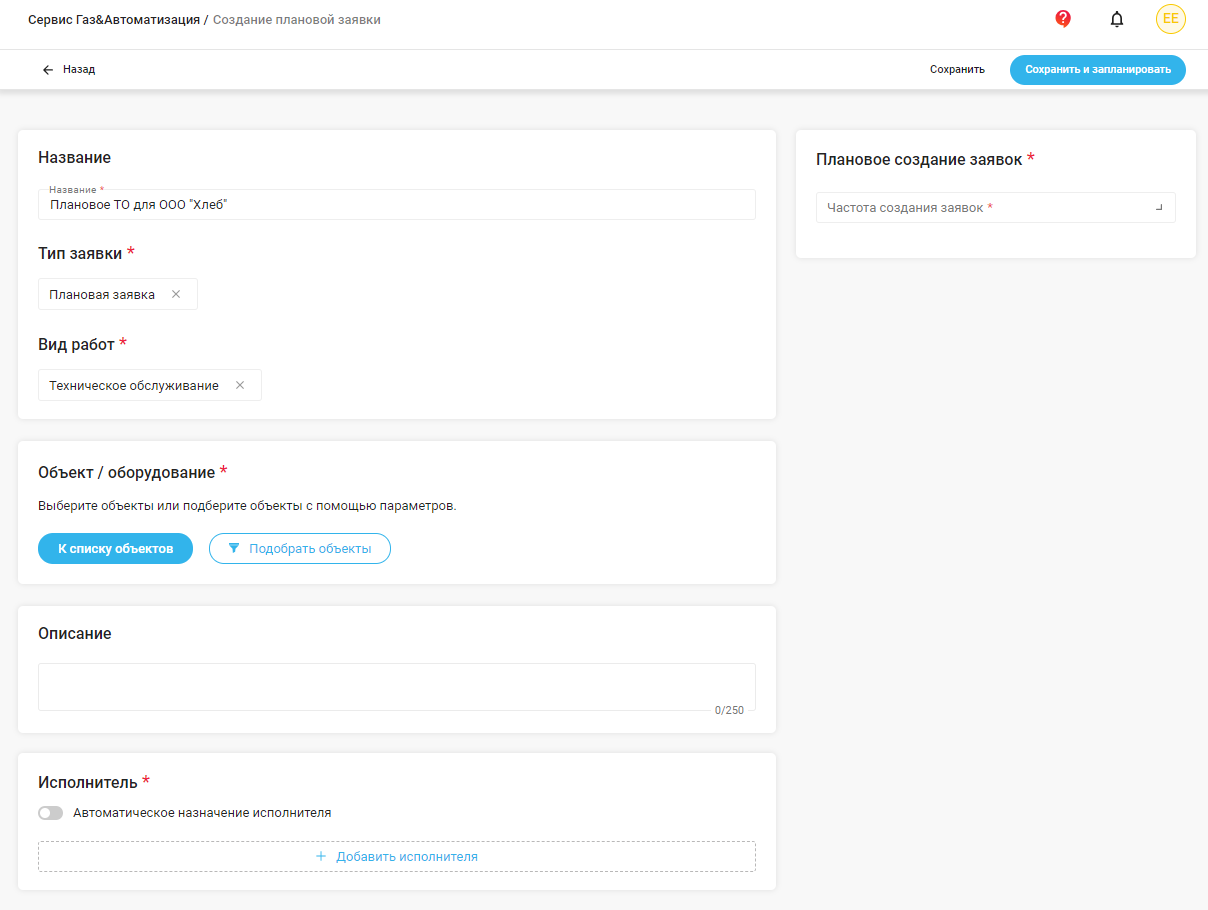 Сервис Газ&Автоматизация / Создание плановой заявки
ЕЕ
Назад
Сохранить
Сохранить и запланировать
Название
Название *
Плановое ТО для ООО "Хлеб"
Тип заявки *
Плановая заявка
Вид работ *
Техническое обслуживание
Объект / оборудование *
Выберите объекты или подберите объекты с помощью параметров.
К списку объектов
Подобрать объекты
Описание
0/250
Исполнитель *
Автоматическое назначение исполнителя
Добавить исполнителя
Плановое создание заявок *
Частота создания заявок *